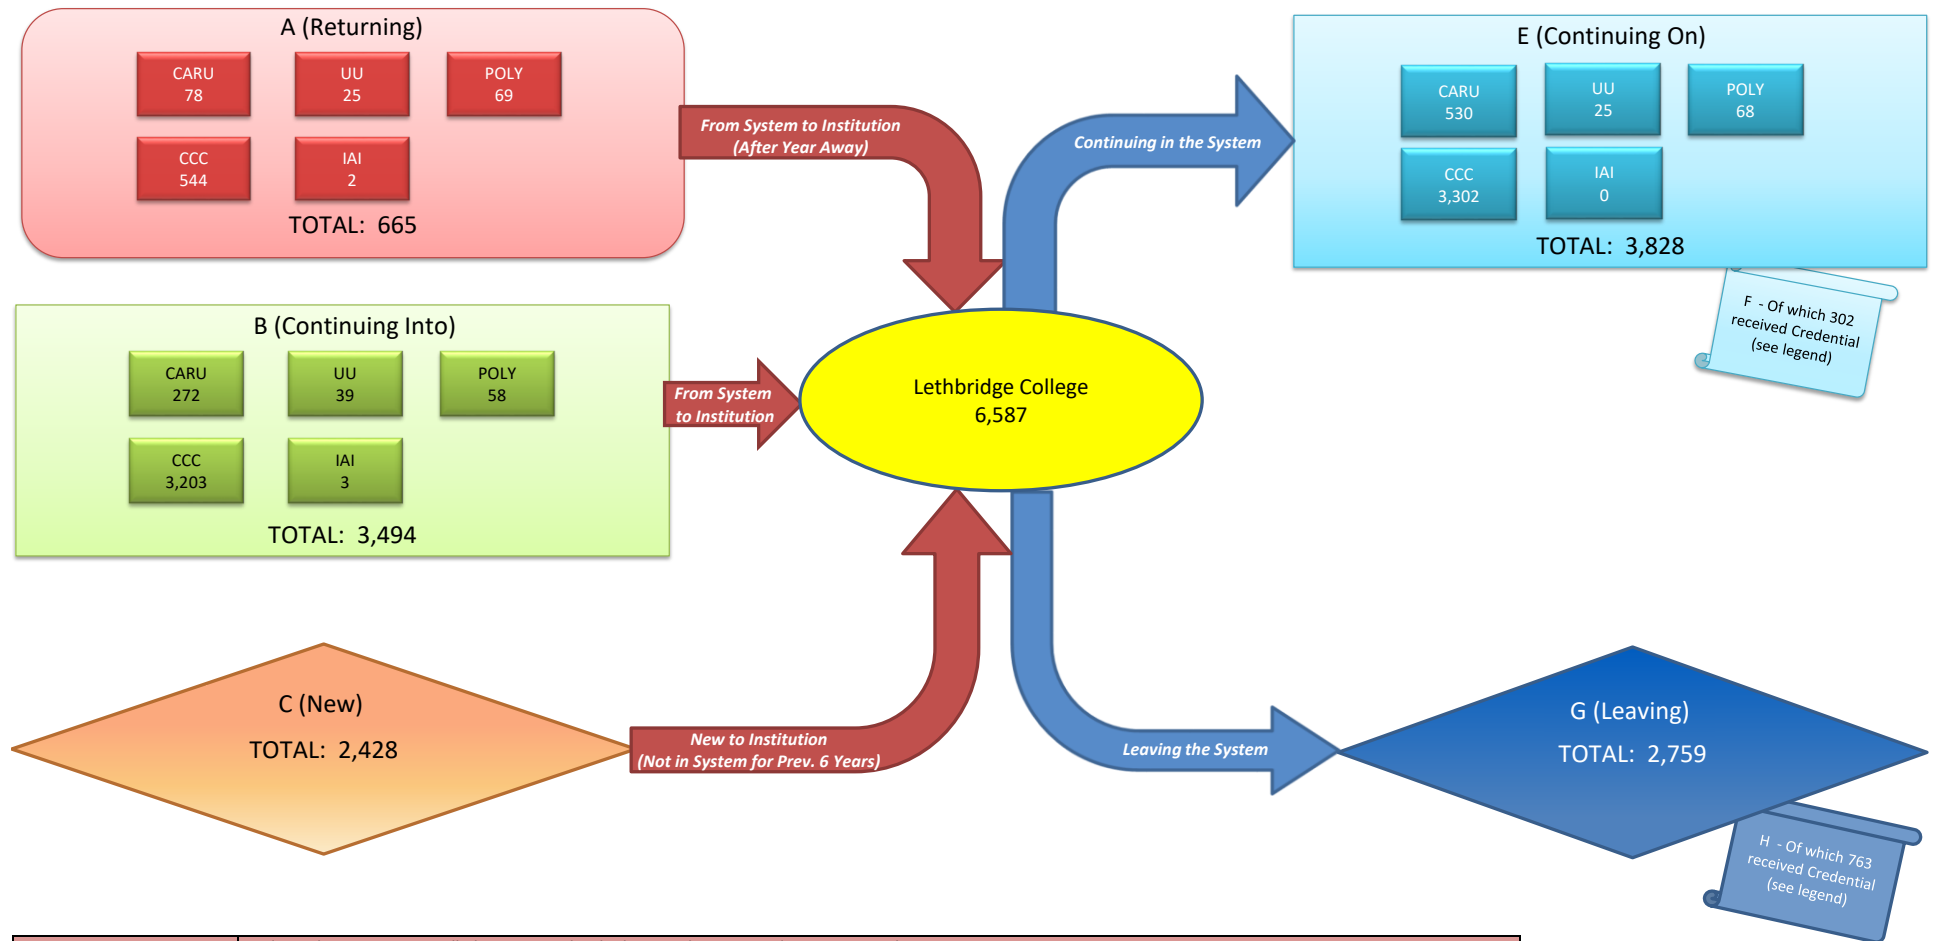 A (Returning)
CARU
78
UU
25
POLY
69
CCC
544
IAI
2
TOTAL: 665
From System to Institution
(After Year Away)
B (Continuing Into)
CARU
272
UU
39
POLY
58
CCC
3,203
IAI
3
TOTAL: 3,494
From System
to Institution
C (New)
TOTAL: 2,428
New to Institution
(Not in System for Prev. 6 Years)
Lethbridge College
6,587
Continuing in the System
E (Continuing On)
CARU
530
UU
25
POLY
68
CCC
3,302
IAI
0
TOTAL: 3,828
F - Of which 302
received Credential
(see legend)
Leaving the System
G (Leaving)
TOTAL: 2,759
H - Of which 763
received Credential
(see legend)